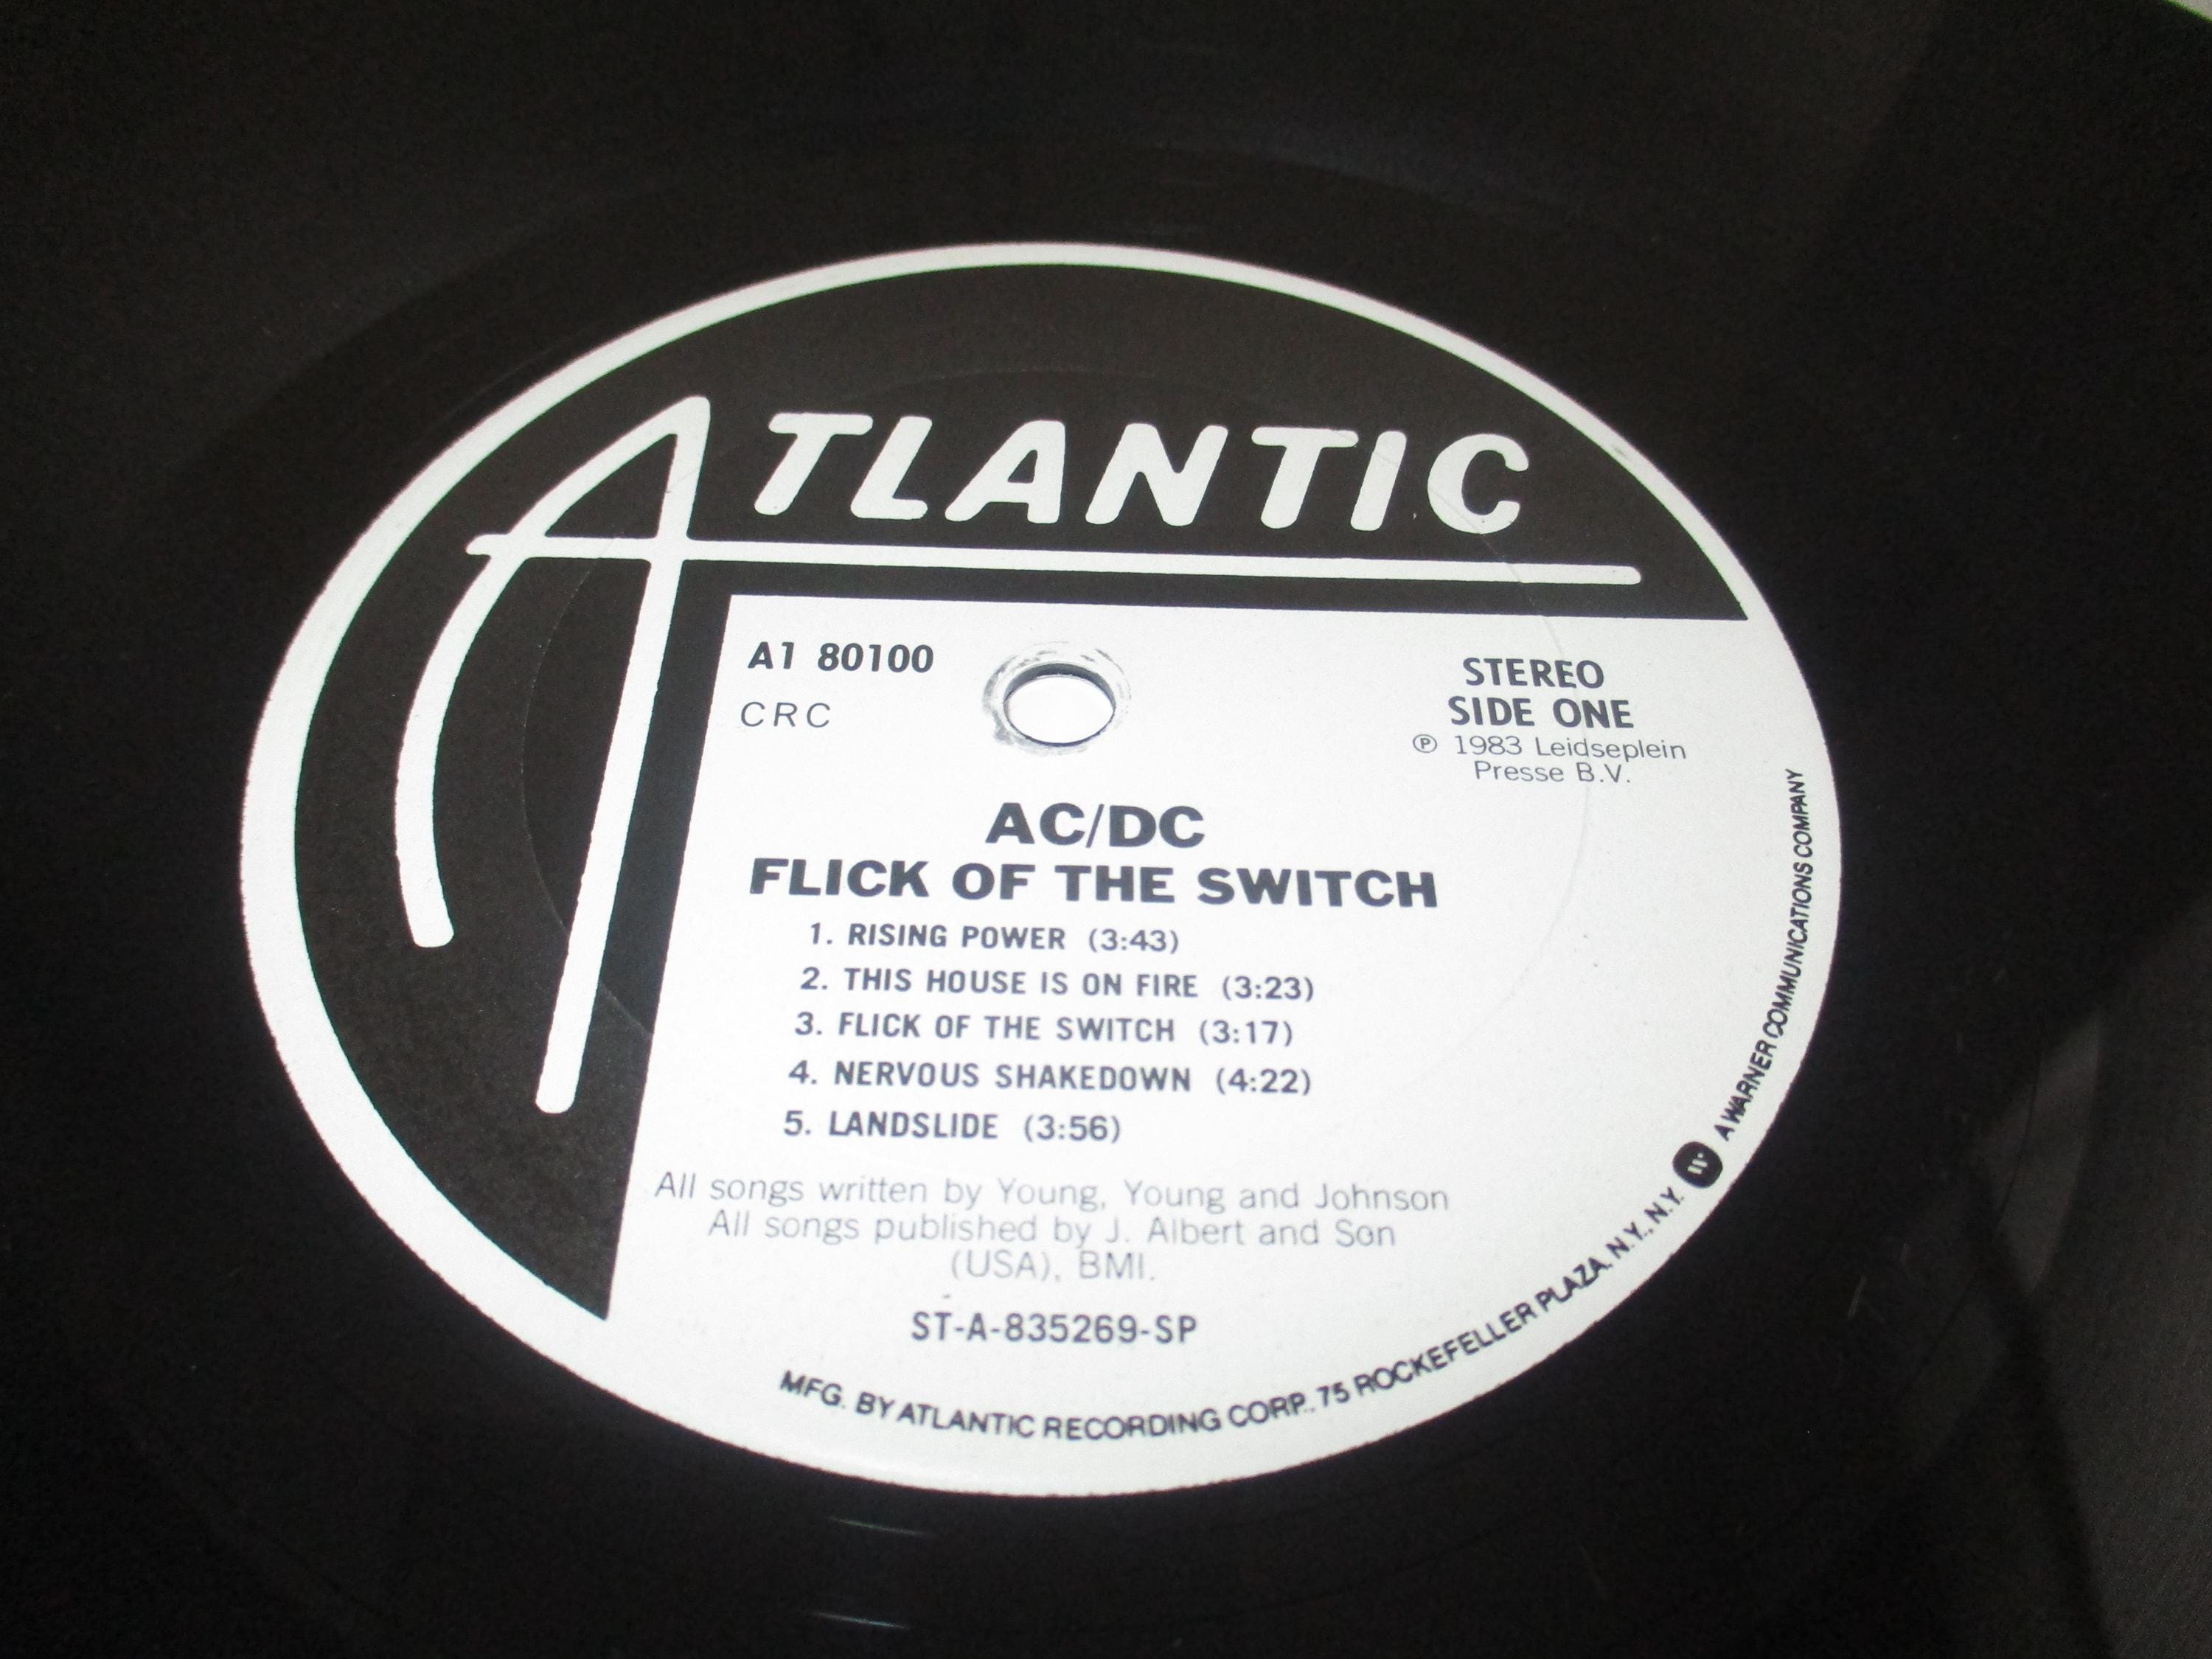 ATLANTIC
A1 80100
CRC
STEREO
SIDE ONE
℗ 1983 Leidseplein
Presse B.V.
AC/DC
FLICK OF THE SWITCH
1. RISING POWER (3:43)
2. THIS HOUSE IS ON FIRE (3:23)
3. FLICK OF THE SWITCH (3:17)
4. NERVOUS SHAKEDOWN (4:22)
5. LANDSLIDE (3:56)
All songs written by Young, Young and Johnson
All songs published by J. Albert and Son
(USA), BMI.
ST-A-835269-SP
MFG. BY ATLANTIC RECORDING CORP., 75 ROCKEFELLER PLAZA, N.Y., N.Y. A WARNER COMMUNICATIONS COMPANY